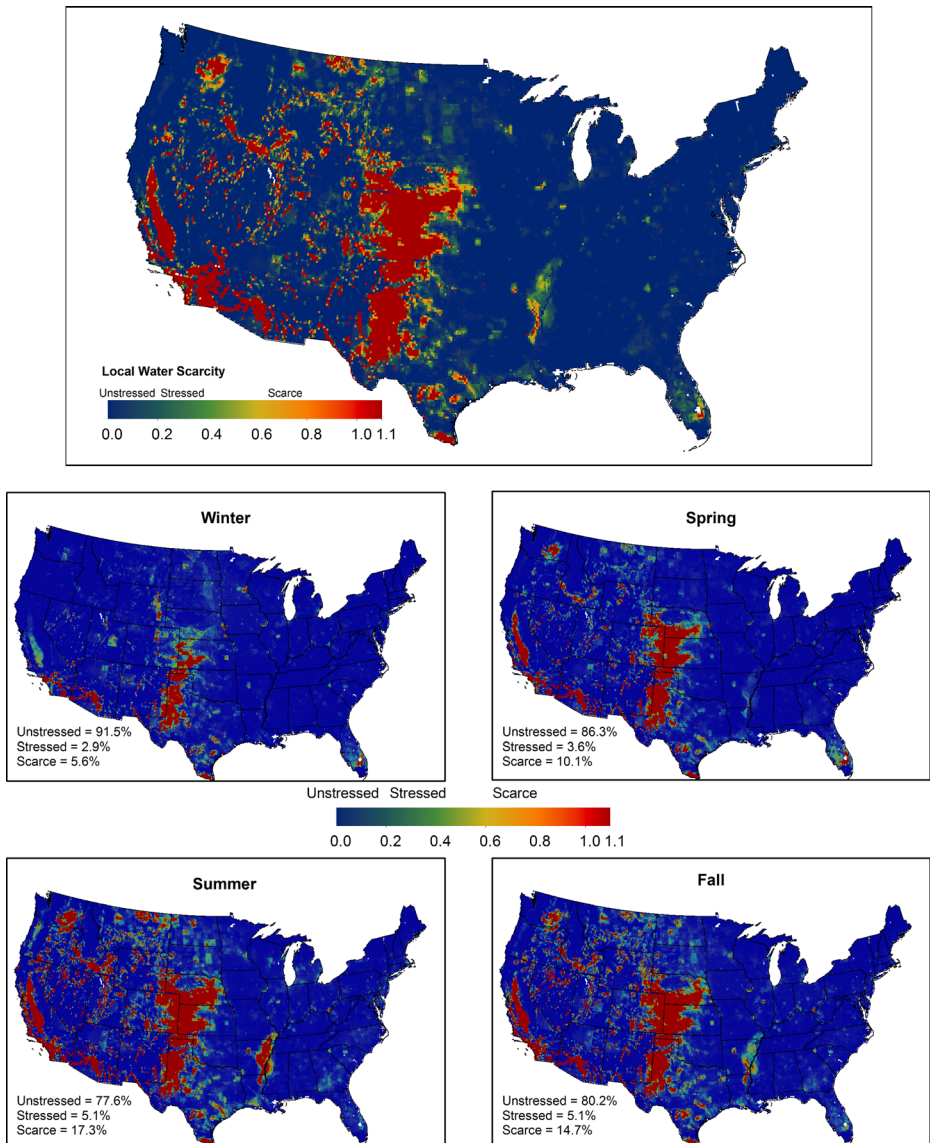 Local Water Scarcity
Unstressed Stressed Scarce
0.0 0.2 0.4 0.6 0.8 1.0 1.1
Winter
Unstressed = 91.5%
Stressed = 2.9%
Scarce = 5.6%
Spring
Unstressed = 86.3%
Stressed = 3.6%
Scarce = 10.1%
Unstressed Stressed Scarce
0.0 0.2 0.4 0.6 0.8 1.0 1.1
Summer
Unstressed = 77.6%
Stressed = 5.1%
Scarce = 17.3%
Fall
Unstressed = 80.2%
Stressed = 5.1%
Scarce = 14.7%